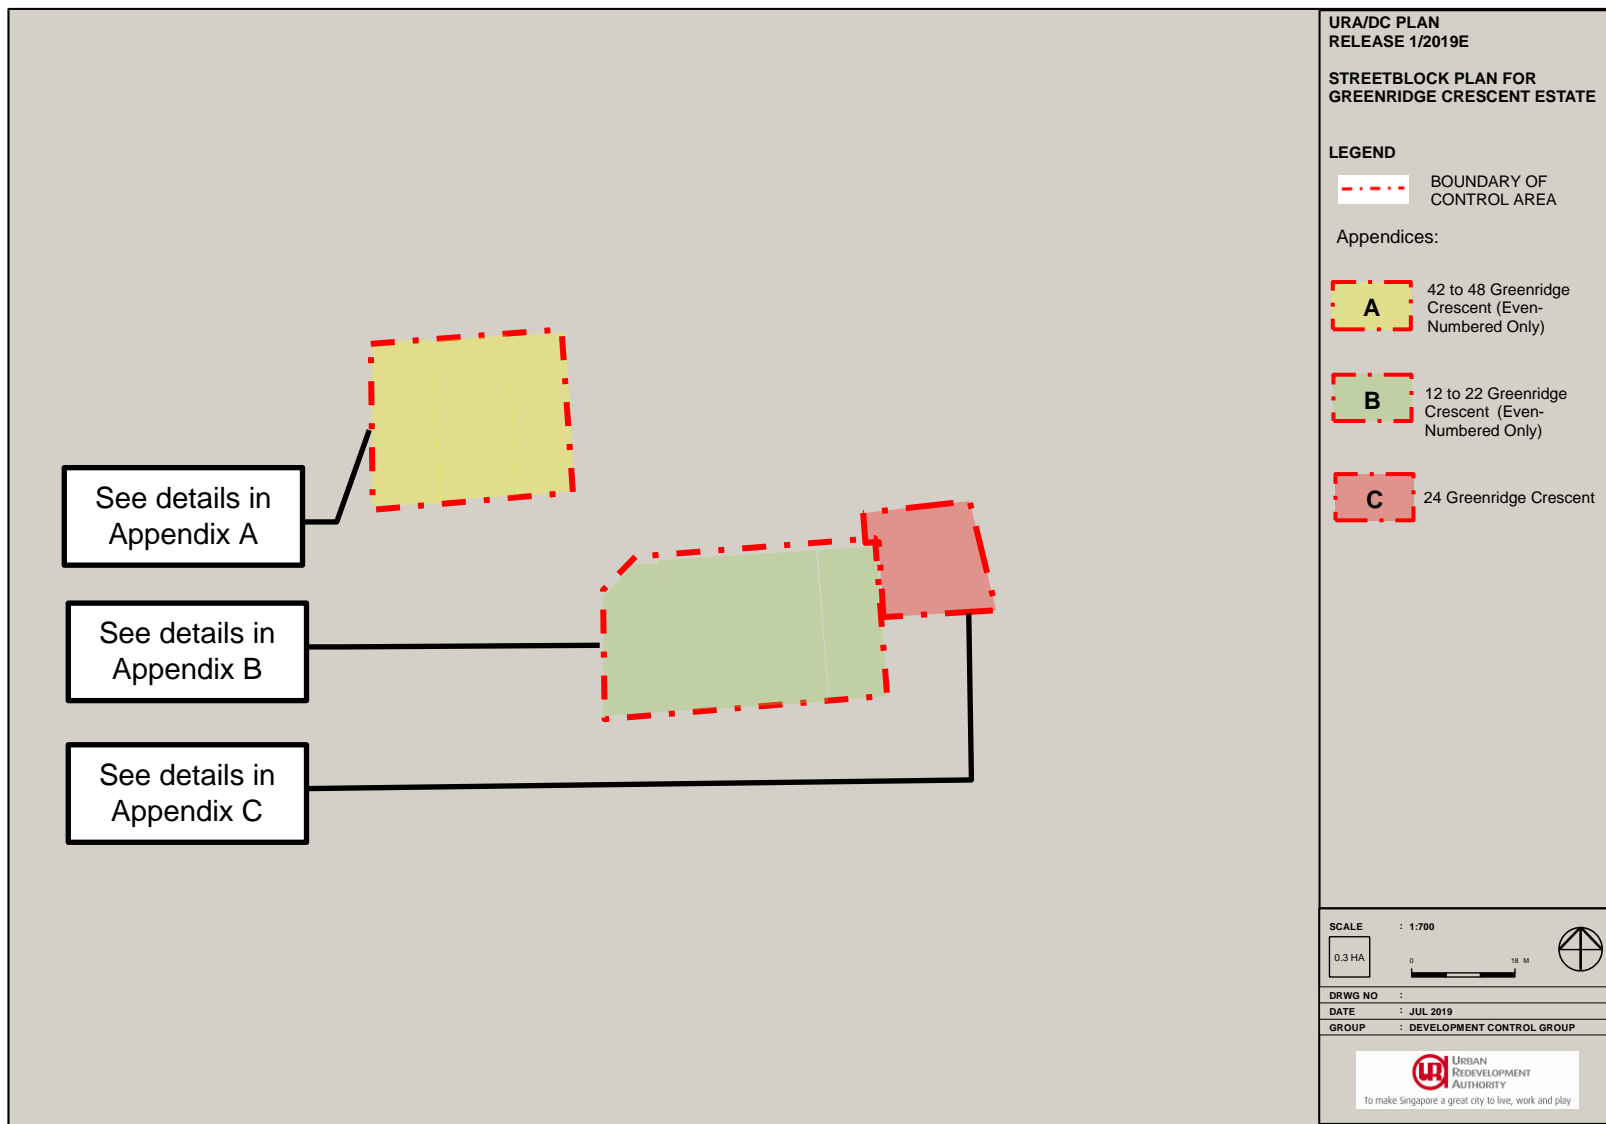 URA/DC PLAN
RELEASE 1/2019E
STREETBLOCK PLAN FOR
GREENRIDGE CRESCENT ESTATE
LEGEND
BOUNDARY OF
CONTROL AREA
Appendices:
A
42 to 48 Greenridge
Crescent (Even-
Numbered Only)
B
12 to 22 Greenridge
Crescent (Even-
Numbered Only)
C
24 Greenridge Crescent
See details in
Appendix A
See details in
Appendix B
See details in
Appendix C
SCALE : 1:700
0.3 HA
0 18 M
DRWG NO :
DATE : JUL 2019
GROUP : DEVELOPMENT CONTROL GROUP
URBAN
REDEVELOPMENT
AUTHORITY
To make Singapore a great city to live, work and play